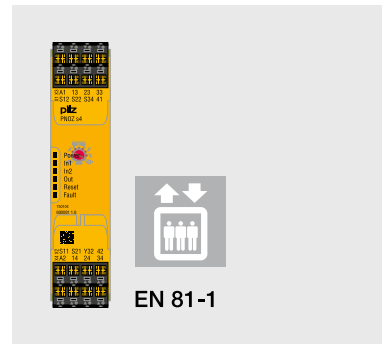 A1 13 23 33
S12 S22 S34 41
pilz
PNOZ s4
Power
In1
In2
Out
Reset
Fault
S11 S21 Y32 42
A2 14 24 34
EN 81-1